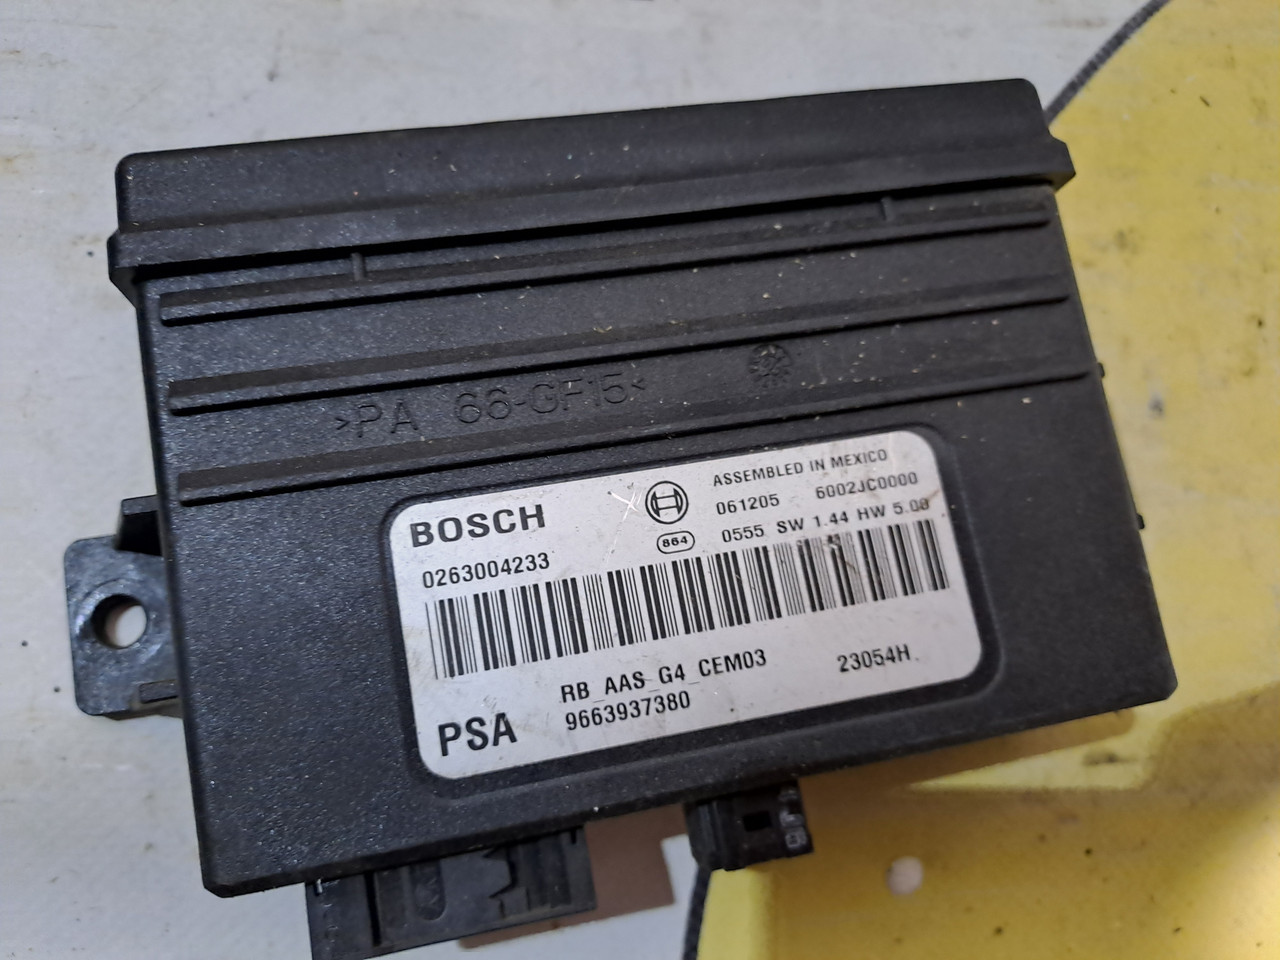 >PA 66-GF15<
ASSEMBLED IN MEXICO
BOSCH 061205 6002JC0000
864 0555 SW 1.44 HW 5.00
0263004233
RB_AAS_G4_CEM03 23054H
PSA 9663937380